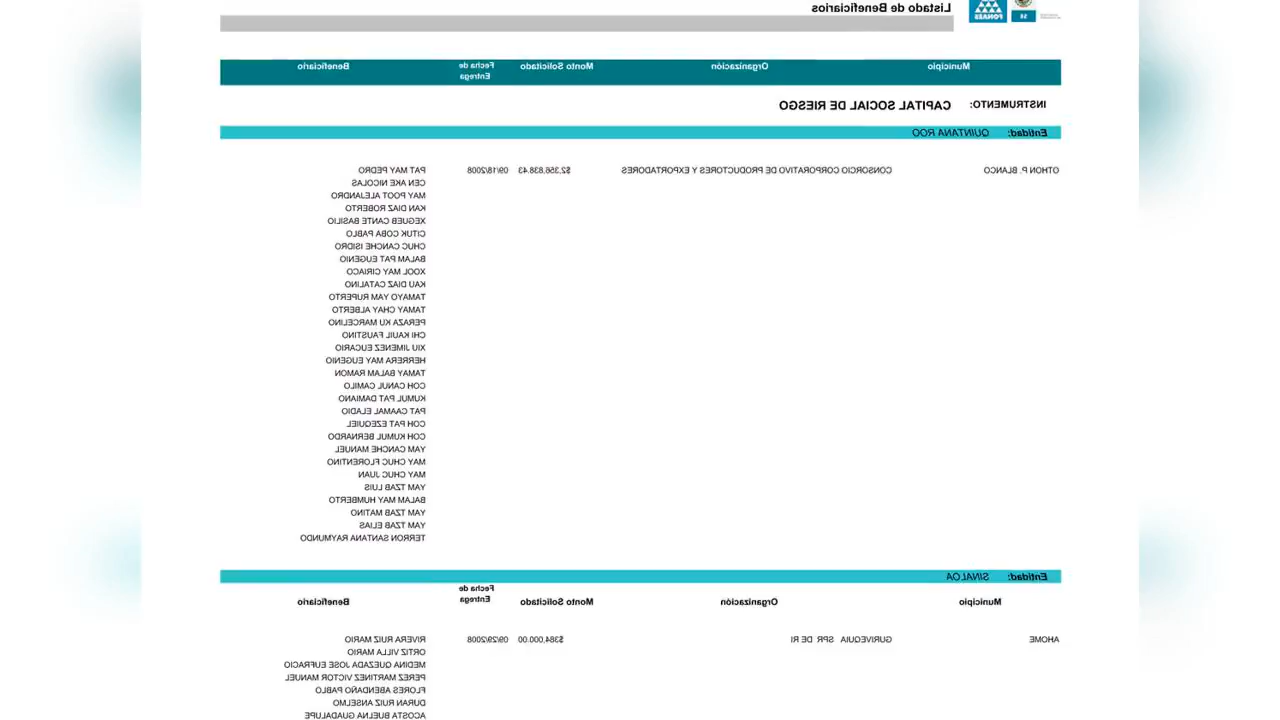 Listado de Beneficiarios
FONAES
SE
Municipio Organización Monto Solicitado Fecha de Entrega Beneficiario
INSTRUMENTO: CAPITAL SOCIAL DE RIESGO
Entidad: QUINTANA ROO
OTHON P. BLANCO CONSORCIO CORPORATIVO DE PRODUCTORES Y EXPORTADORES $2,356,838.43 09/18/2008 PAT MAY PEDRO
CEN AKE NICOLAS
MAY POOT ALEJANDRO
KAN DIAZ ROBERTO
XEGUEB CANTE BASILIO
CITUK COBA PABLO
CHUC CANCHE ISIDRO
BALAM PAT EUGENIO
XOOL MAY CIRIACO
KAU DIAZ CATALINO
TAMAYO YAM RUPERTO
TAMAY CHAY ALBERTO
PERAZA KU MARCELINO
CHI KAUIL FAUSTINO
XIU JIMENEZ EUCARIO
HERRERA MAY EUGENIO
TAMAY BALAM RAMON
COH CANUL CAMILO
KUMUL PAT DAMIANO
PAT CAAMAL ELADIO
COH PAT EZEQUIEL
COH KUMUL BERNARDO
YAM CANCHE MANUEL
MAY CHUC FLORENTINO
MAY CHUC JUAN
YAM TZAB LUIS
BALAM MAY HUMBERTO
YAM TZAB MATINO
YAM TZAB ELIAS
TERRON SANTANA RAYMUNDO
Entidad: SINALOA
Municipio Organización Monto Solicitado Fecha de Entrega Beneficiario
AHOME GURIVEQUIA SPR DE RI $384,000.00 09/29/2008 RIVERA RUIZ MARIO
ORTIZ VILLA MARIO
MEDINA QUEZADA JOSE EUFRACIO
PEREZ MARTINEZ VICTOR MANUEL
FLORES ABENDAÑO PABLO
DURAN RUIZ ANSELMO
ACOSTA BUELNA GUADALUPE